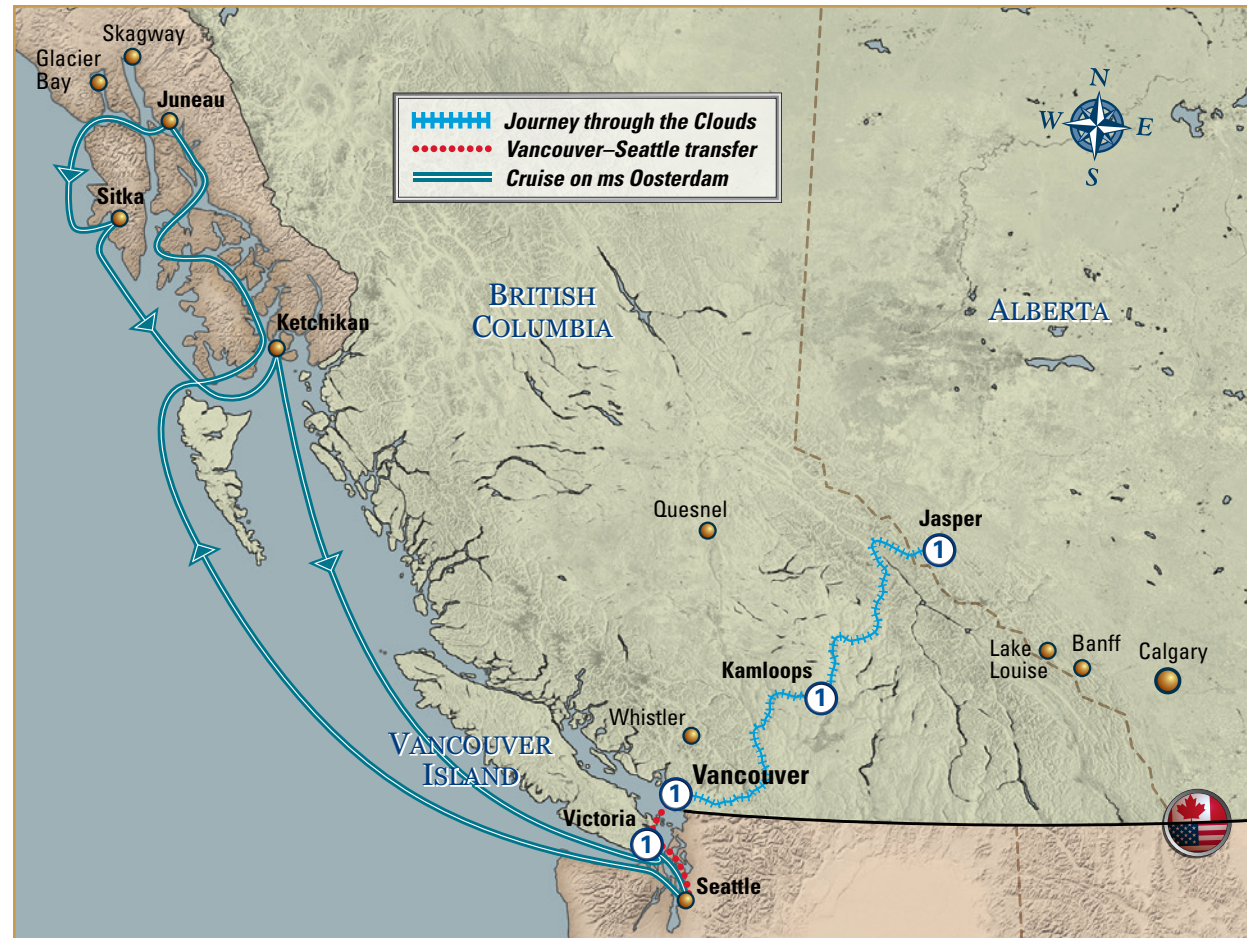 Skagway
Glacier
Bay
Juneau
Sitka
Ketchikan
Journey through the Clouds
Vancouver–Seattle transfer
Cruise on ms Oosterdam
N
W
E
S
BRITISH
COLUMBIA
ALBERTA
Quesnel
Jasper
1
Lake
Louise
Banff
Calgary
Kamloops
1
Whistler
VANCOUVER
ISLAND
Vancouver
1
Victoria
1
Seattle